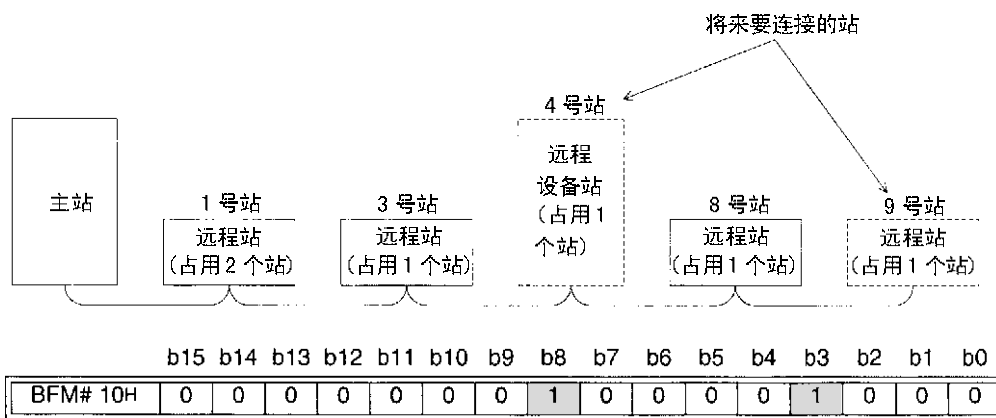 将来要连接的站
4 号站
远程
设备站
(占用1
个站)
主站
1 号站
远程站
(占用2 个站)
3 号站
远程站
(占用1 个站)
8 号站
远程站
(占用1 个站)
9 号站
远程站
(占用1 个站)
b15 b14 b13 b12 b11 b10 b9 b8 b7 b6 b5 b4 b3 b2 b1 b0
BFM# 10H 0 0 0 0 0 0 0 1 0 0 0 0 1 0 0 0